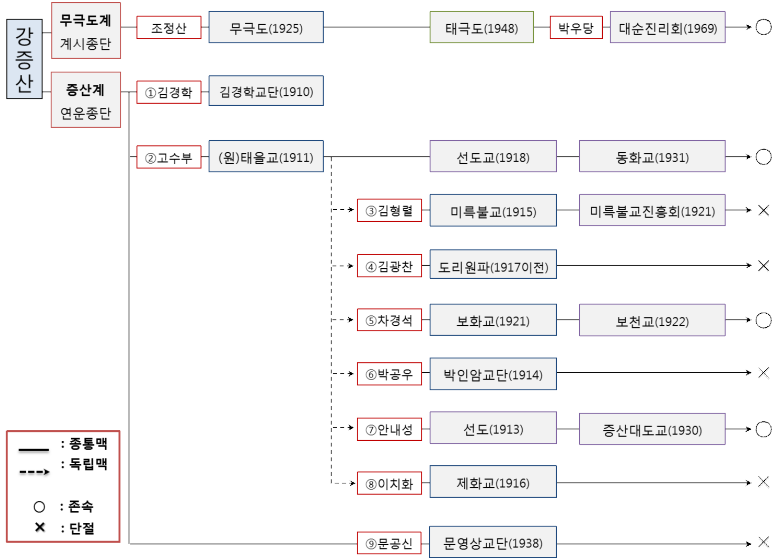 강증산
무극도계
계시종단
조정산
무극도(1925)
태극도(1948)
박우당
대순진리회(1969)
증산계
연운종단
①김경학
김경학교단(1910)
②고수부
(원)태을교(1911)
선도교(1918)
동화교(1931)
③김형렬
미륵불교(1915)
미륵불교진흥회(1921)
④김광찬
도리원파(1917이전)
⑤차경석
보화교(1921)
보천교(1922)
⑥박공우
박인암교단(1914)
⑦안내성
선도(1913)
증산대도교(1930)
⑧이치화
제화교(1916)
⑨문공신
문영상교단(1938)
: 종통맥
: 독립맥
: 존속
: 단절